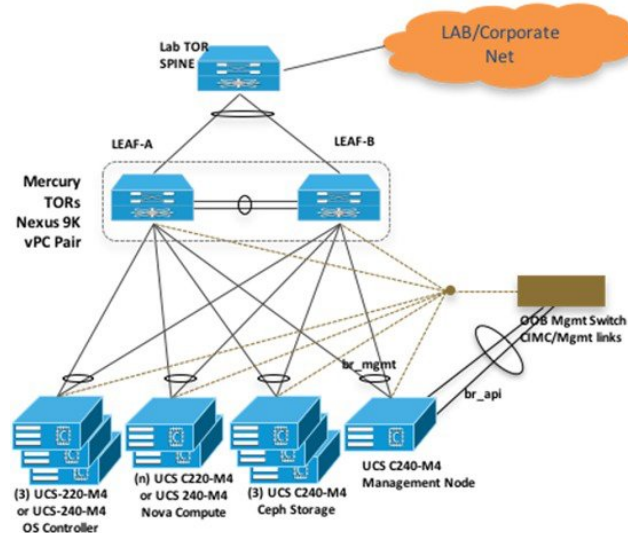 Lab TOR
SPINE
LAB/Corporate
Net
LEAF-A
LEAF-B
Mercury
TORs
Nexus 9K
vPC Pair
OOB Mgmt Switch
CIMC/Mgmt links
br_mgmt
br_api
(3) UCS-220-M4
or UCS-240-M4
OS Controller
(n) UCS C220-M4
or UCS 240-M4
Nova Compute
(3) UCS C240-M4
Ceph Storage
UCS C240-M4
Management Node